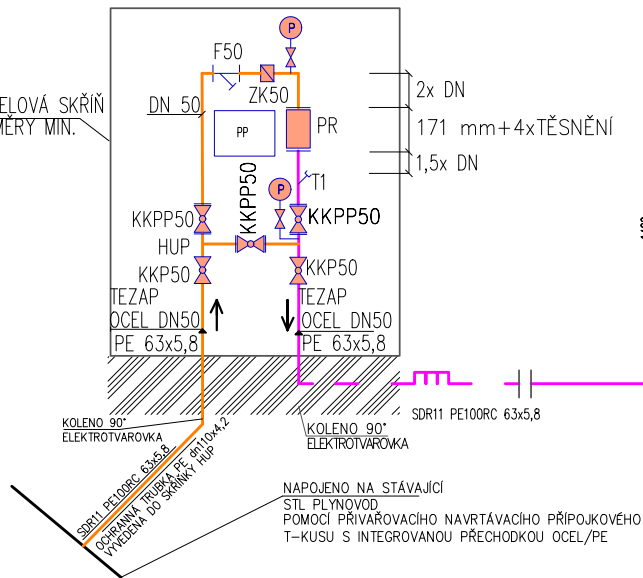 P
F50
ZK50
ELOVÁ SKŘÍŇ
MĚRY MIN.
DN 50
PP
PR
2x DN
171 mm+4xTĚSNĚNÍ
1,5x DN
T1
P
KKPP50
KKPP50
KKPP50
HUP
KKP50
KKP50
TEZAP
OCEL DN50
PE 63x5,8
TEZAP
OCEL DN50
PE 63x5,8
SDR11 PE100RC 63x5,8
KOLENO 90°
ELEKTROTVAROVKA
KOLENO 90°
ELEKTROTVAROVKA
SDR11 PE100RC 63x5,8
OCHRANNÁ TRUBKA PE dn110x4,2
VYVEDENÁ DO SKŘÍŇKY HUP
NAPOJENO NA STÁVAJÍCÍ
STL PLYNOVOD
POMOCÍ PŘIVAŘOVACÍHO NAVRTÁVACÍHO PŘÍPOJKOVÉHO
T-KUSU S INTEGROVANOU PŘECHODKOU OCEL/PE